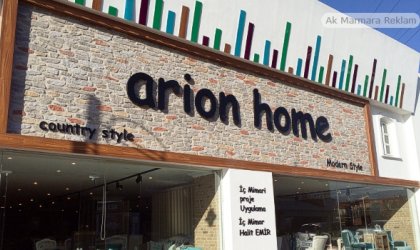 Ak Marmara Reklam
arion home
country style
Modern Style
İç Mimari
proje
Uygulama
İç Mimar
Halit EMİR